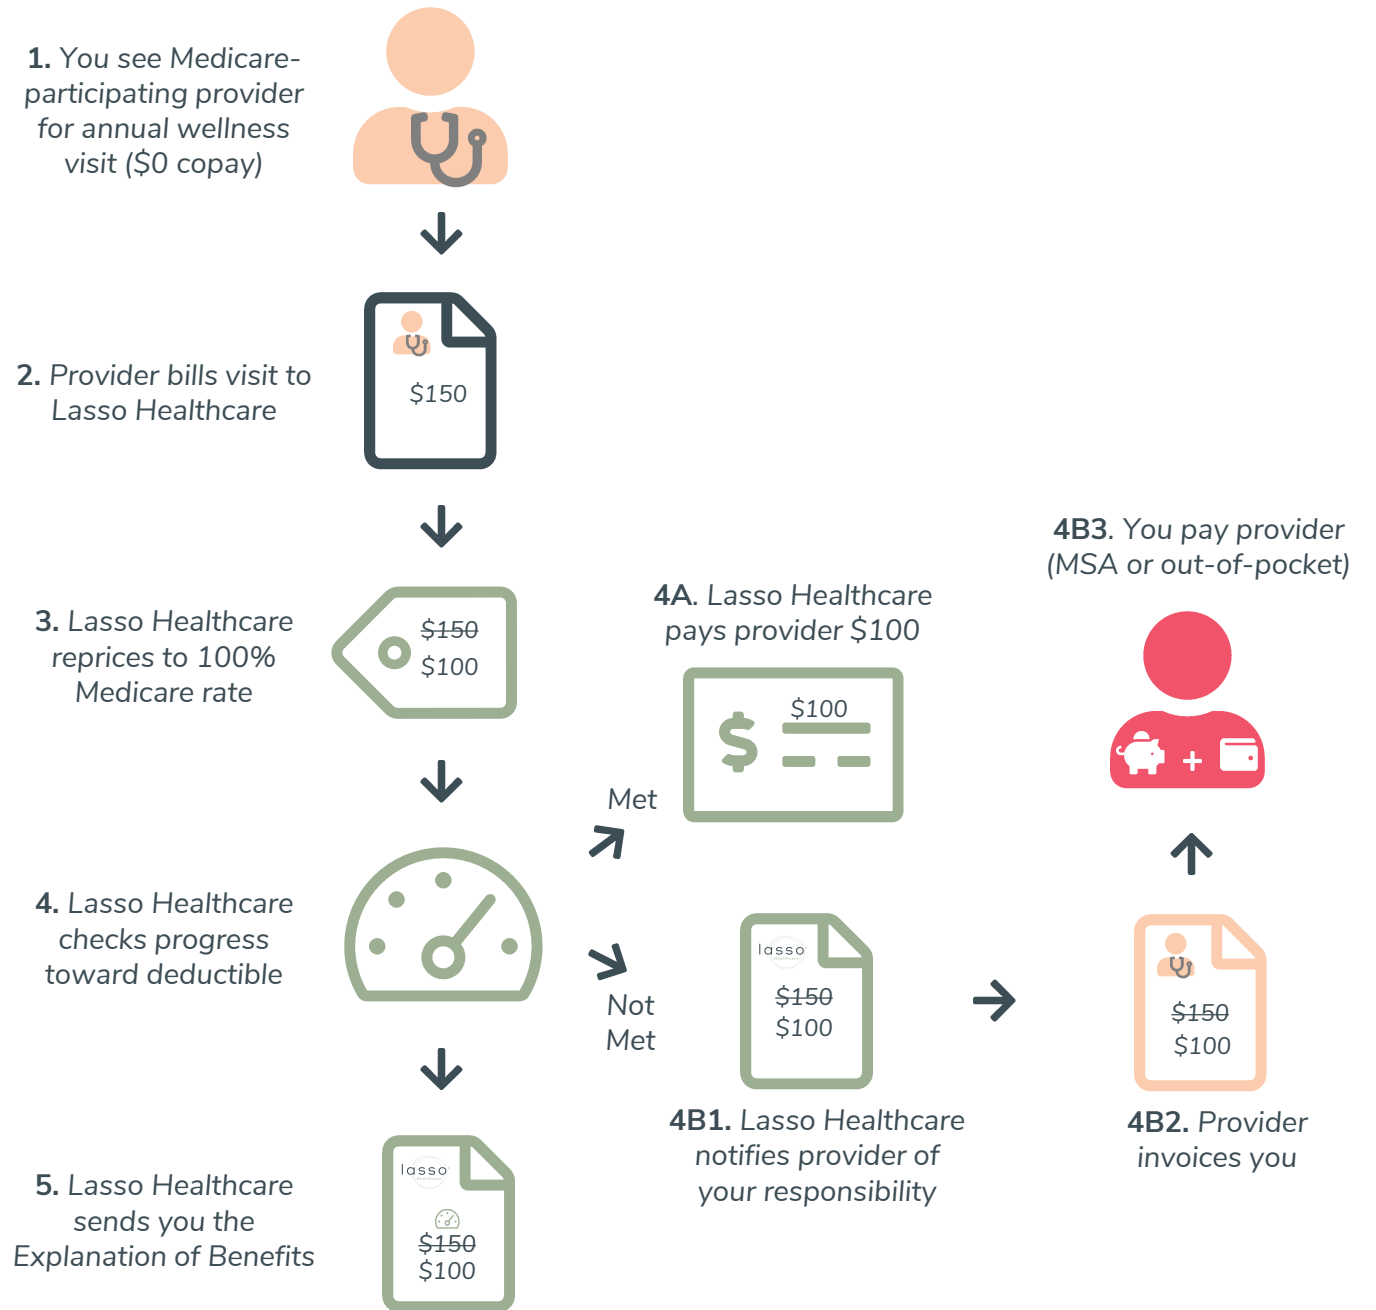 1. You see Medicare-
participating provider
for annual wellness
visit ($0 copay)
2. Provider bills visit to
Lasso Healthcare
$150
3. Lasso Healthcare
reprices to 100%
Medicare rate
$150
$100
4. Lasso Healthcare
checks progress
toward deductible
Met
4A. Lasso Healthcare
pays provider $100
$100
Not
Met
lasso
$150
$100
4B1. Lasso Healthcare
notifies provider of
your responsibility
$150
$100
4B2. Provider
invoices you
4B3. You pay provider
(MSA or out-of-pocket)
5. Lasso Healthcare
sends you the
Explanation of Benefits
lasso
$150
$100